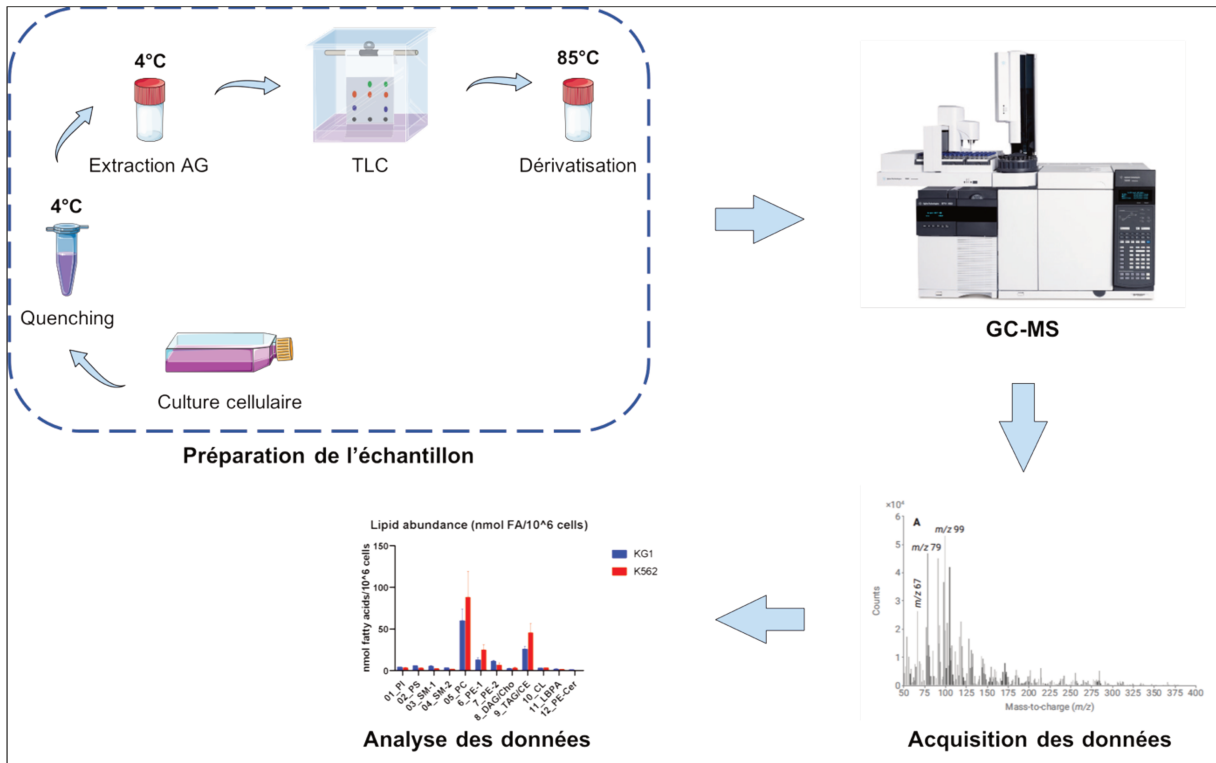 4°C
Extraction AG
TLC
85°C
Dérivatisation
4°C
Quenching
Culture cellulaire
Préparation de l'échantillon
GC-MS
Lipid abundance (nmol FA/10^6 cells)
nmol fatty acids/10^6 cells
150
100
50
0
KG1
K562
01_PI
02_PS
03_SM-1
04_SM-2
05_PC
6_PE-1
7_PE-2
8_DAG/Cho
9_TAG/CE
10_CL
11_LBPA
12_PE-Cer
Analyse des données
×10⁴
A
m/z 99
m/z 79
m/z 67
Counts
6
5
4
3
2
1
0
50 75 100 125 150 175 200 225 250 275 300 325 350 375 400
Mass-to-charge (m/z)
Acquisition des données